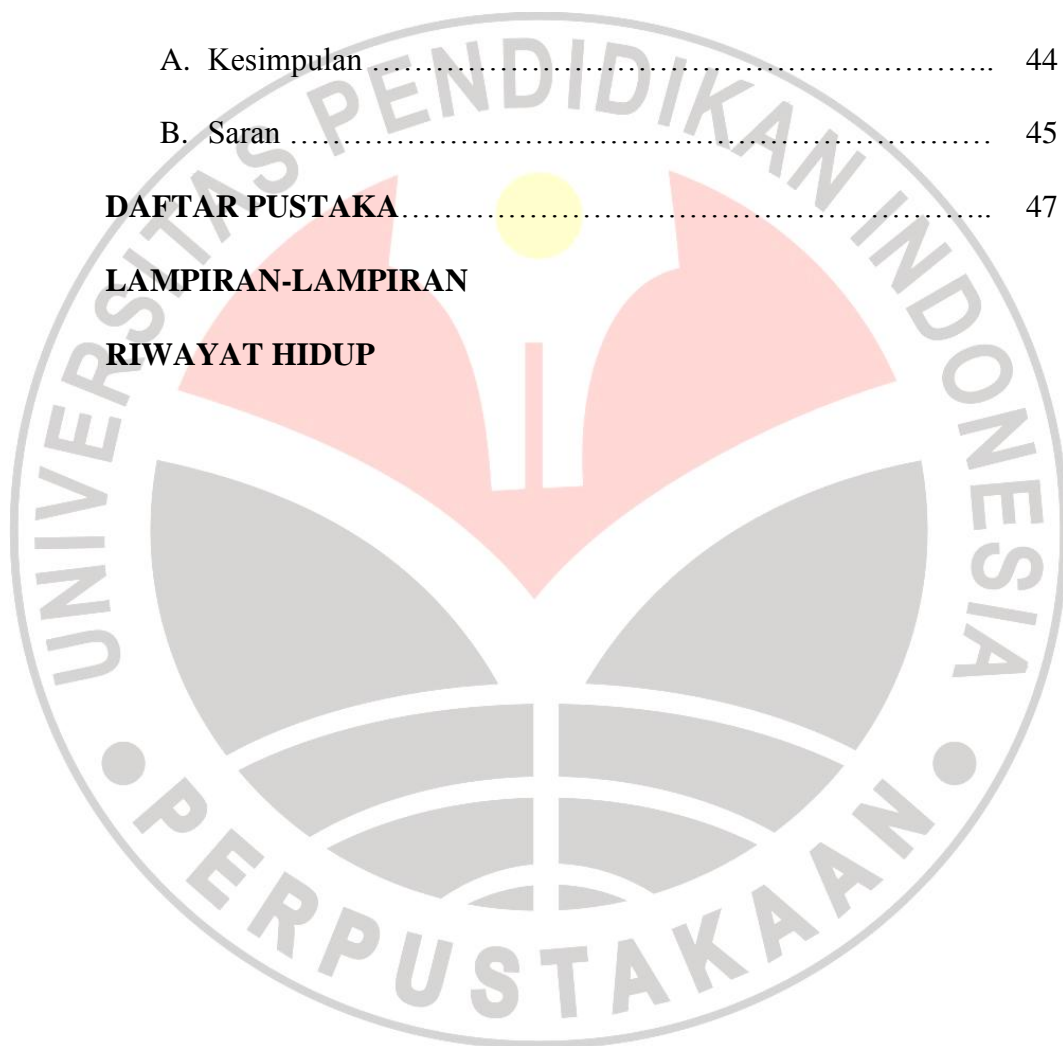 A. Kesimpulan ……………………………………………………….. 44
B. Saran ………………………………………………………… 45
DAFTAR PUSTAKA……………………………………………….. 47
LAMPIRAN-LAMPIRAN
RIWAYAT HIDUP
UNIVERSITAS PENDIDIKAN INDONESIA
PERPUSTAKAAN